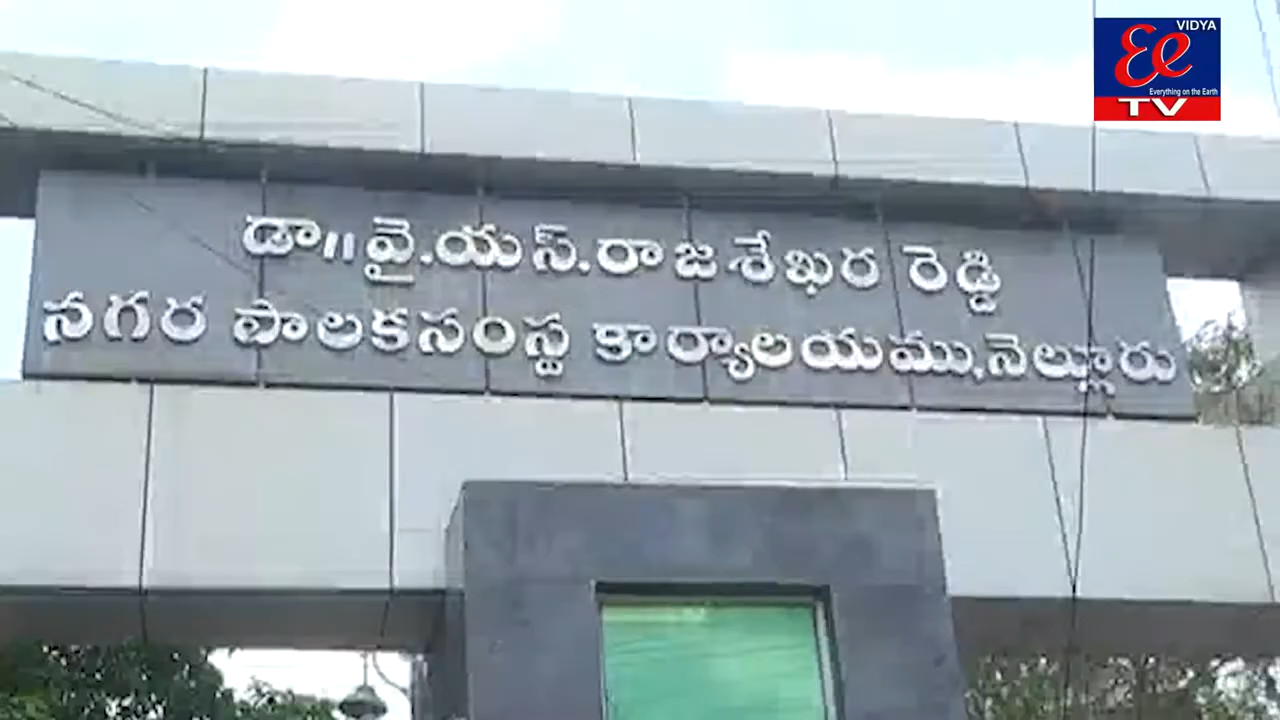 VIDYA
Ee
Everything on the Earth
TV
డా॥వై.యస్.రాజశేఖర రెడ్డి
నగర పాలకసంస్థ కార్యాలయము,నెల్లూరు